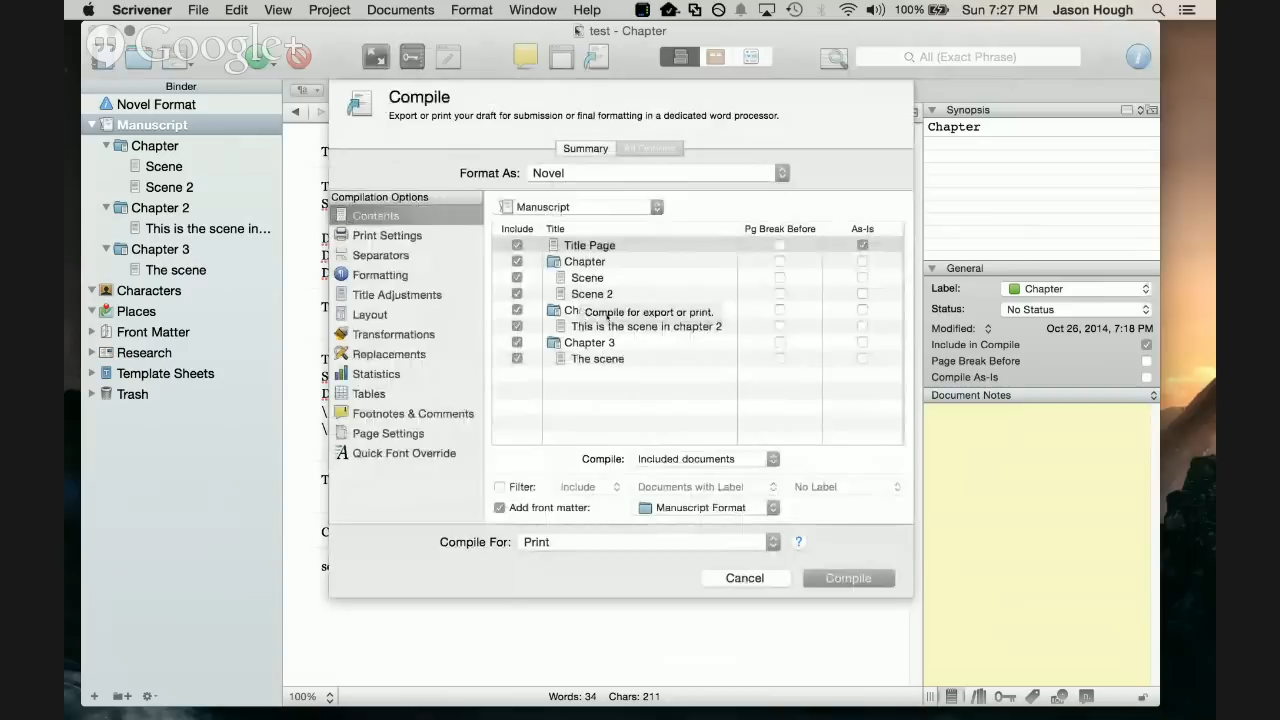 Scrivener File Edit View Project Documents Format Window Help 100% Sun 7:27 PM Jason Hough
Google+
test - Chapter
All (Exact Phrase)
Binder
Novel Format
Manuscript
Chapter
Scene
Scene 2
Chapter 2
This is the scene in...
Chapter 3
The scene
Characters
Places
Front Matter
Research
Template Sheets
Trash
Compile
Export or print your draft for submission or final formatting in a dedicated word processor.
Summary All Options
Format As: Novel
Compilation Options
Contents
Print Settings
Separators
Formatting
Title Adjustments
Layout
Transformations
Replacements
Statistics
Tables
Footnotes & Comments
Page Settings
Quick Font Override
Manuscript
Include Title Pg Break Before As-Is
Title Page
Chapter
Scene
Scene 2
Ch
Compile for export or print.
This is the scene in chapter 2
Chapter 3
The scene
Compile: Included documents
Filter: Include Documents with Label No Label
Add front matter: Manuscript Format
Compile For: Print ?
Cancel Compile
100% Words: 34 Chars: 211
Synopsis
Chapter
General
Label: Chapter
Status: No Status
Modified: Oct 26, 2014, 7:18 PM
Include in Compile
Page Break Before
Compile As-Is
Document Notes